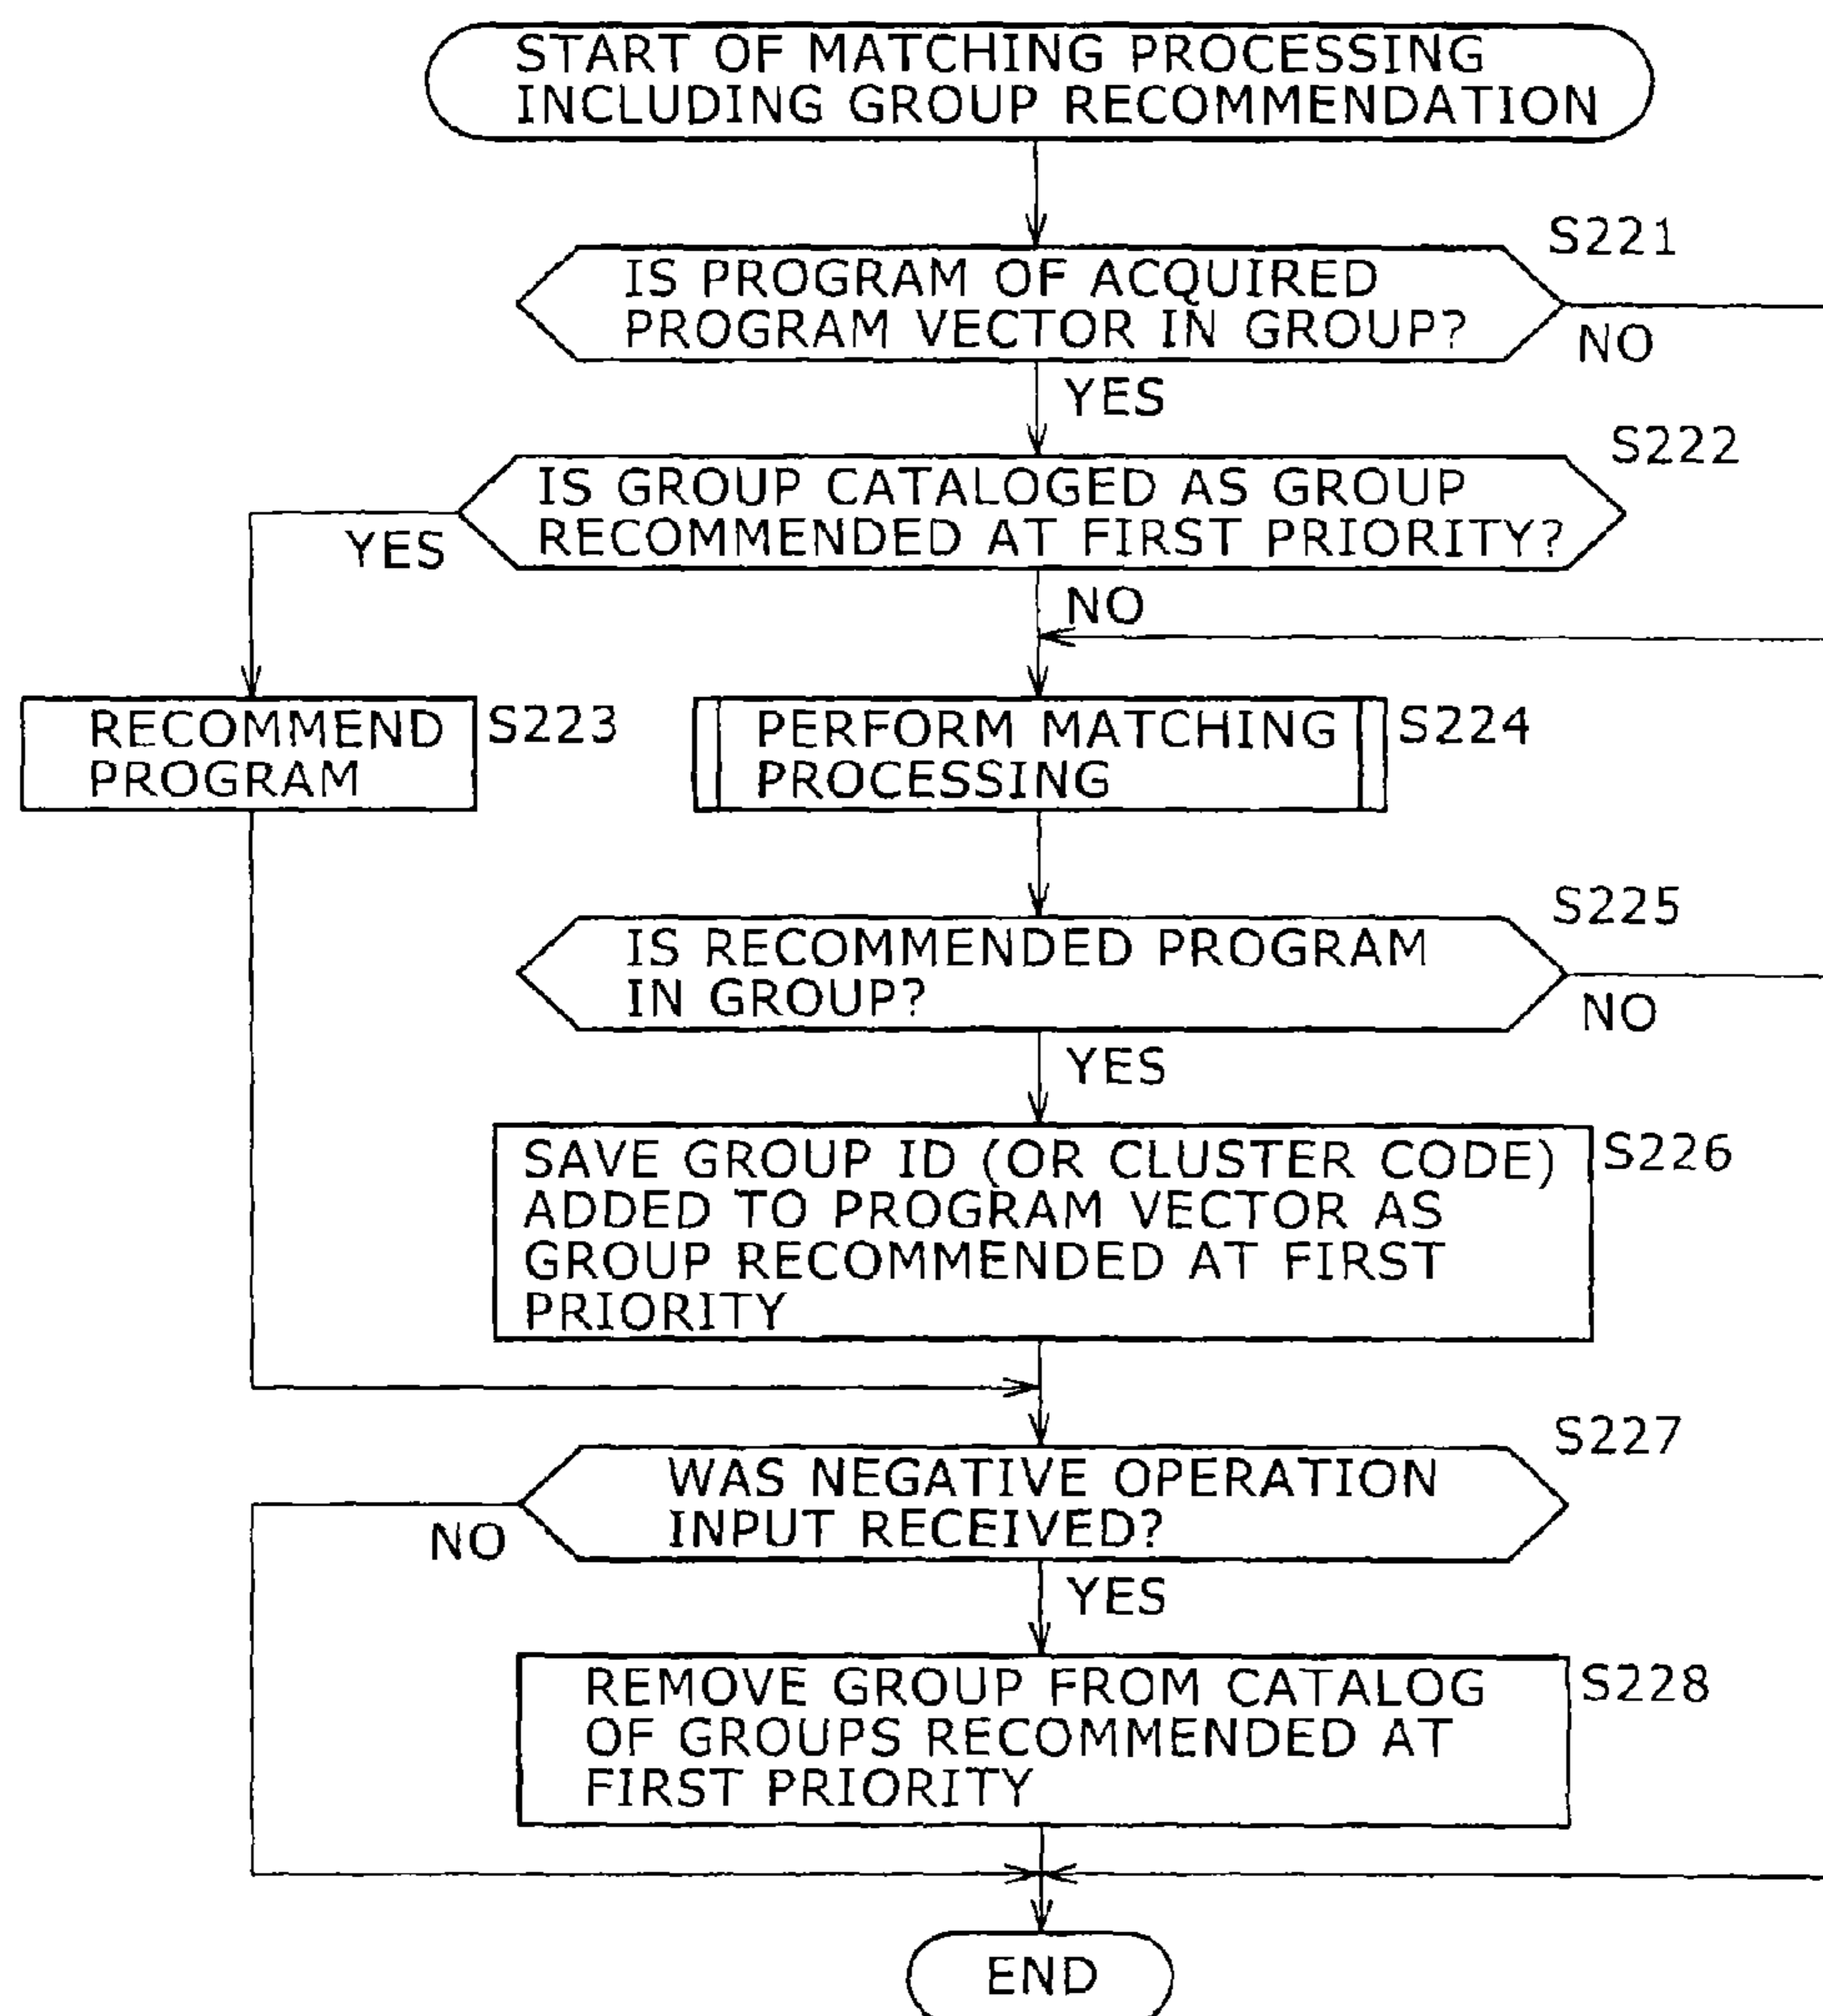 START OF MATCHING PROCESSING
INCLUDING GROUP RECOMMENDATION
S221
IS PROGRAM OF ACQUIRED
PROGRAM VECTOR IN GROUP?
NO
YES
S222
IS GROUP CATALOGED AS GROUP
RECOMMENDED AT FIRST PRIORITY?
YES
NO
RECOMMEND
PROGRAM
S223
PERFORM MATCHING
PROCESSING
S224
S225
IS RECOMMENDED PROGRAM
IN GROUP?
NO
YES
SAVE GROUP ID (OR CLUSTER CODE)
ADDED TO PROGRAM VECTOR AS
GROUP RECOMMENDED AT FIRST
PRIORITY
S226
S227
WAS NEGATIVE OPERATION
INPUT RECEIVED?
NO
YES
REMOVE GROUP FROM CATALOG
OF GROUPS RECOMMENDED AT
FIRST PRIORITY
S228
END